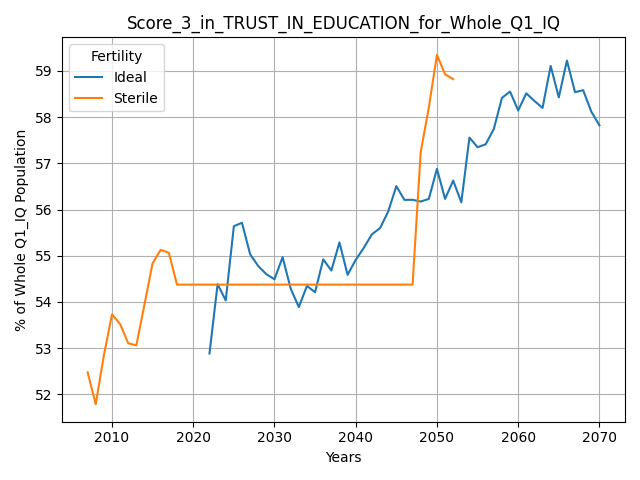 Score_3_in_TRUST_IN_EDUCATION_for_Whole_Q1_IQ
Fertility
Ideal
Sterile
% of Whole Q1_IQ Population
59
58
57
56
55
54
53
52
2010 2020 2030 2040 2050 2060 2070
Years